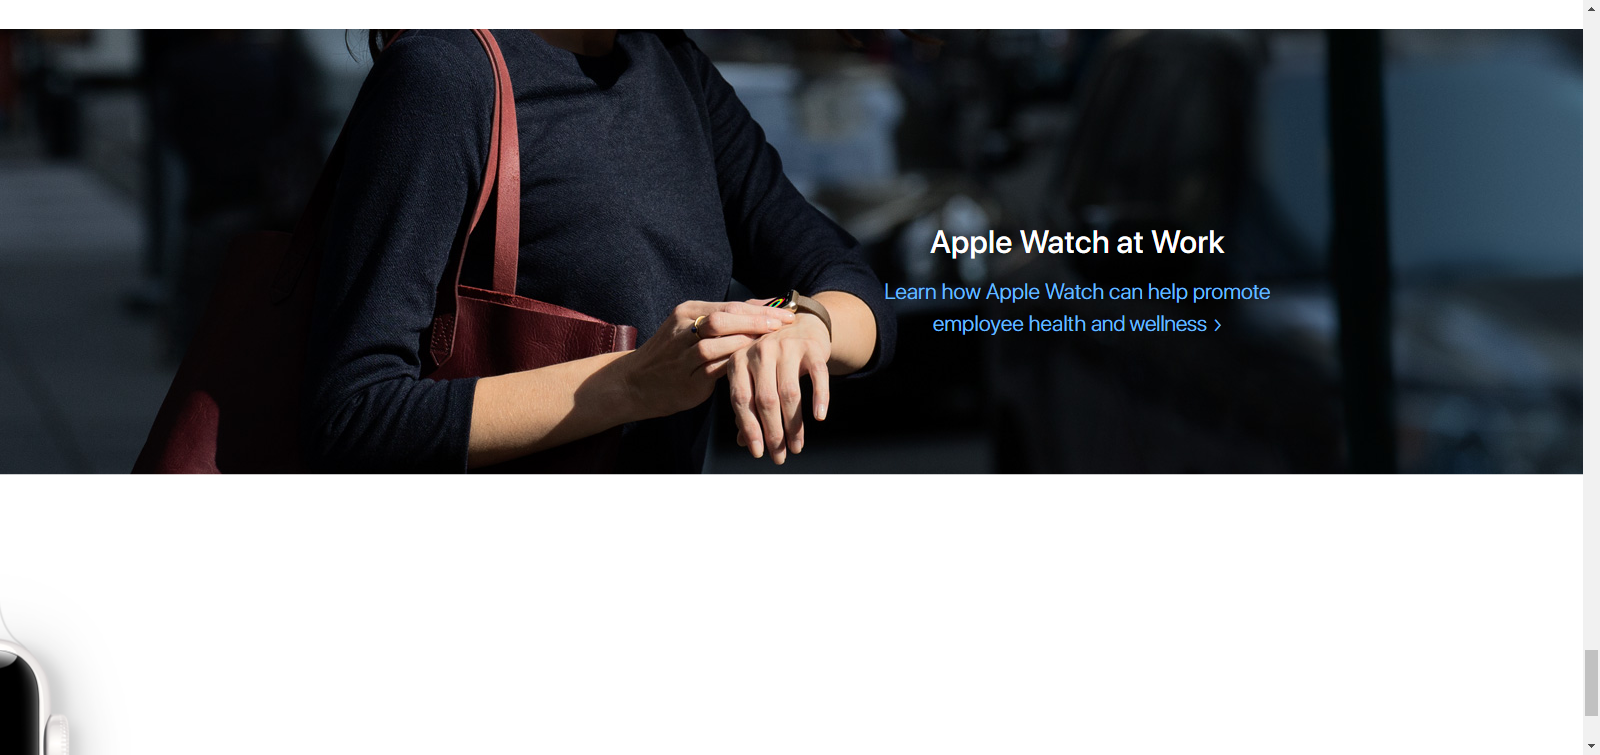 Apple Watch at Work
Learn how Apple Watch can help promote
employee health and wellness >